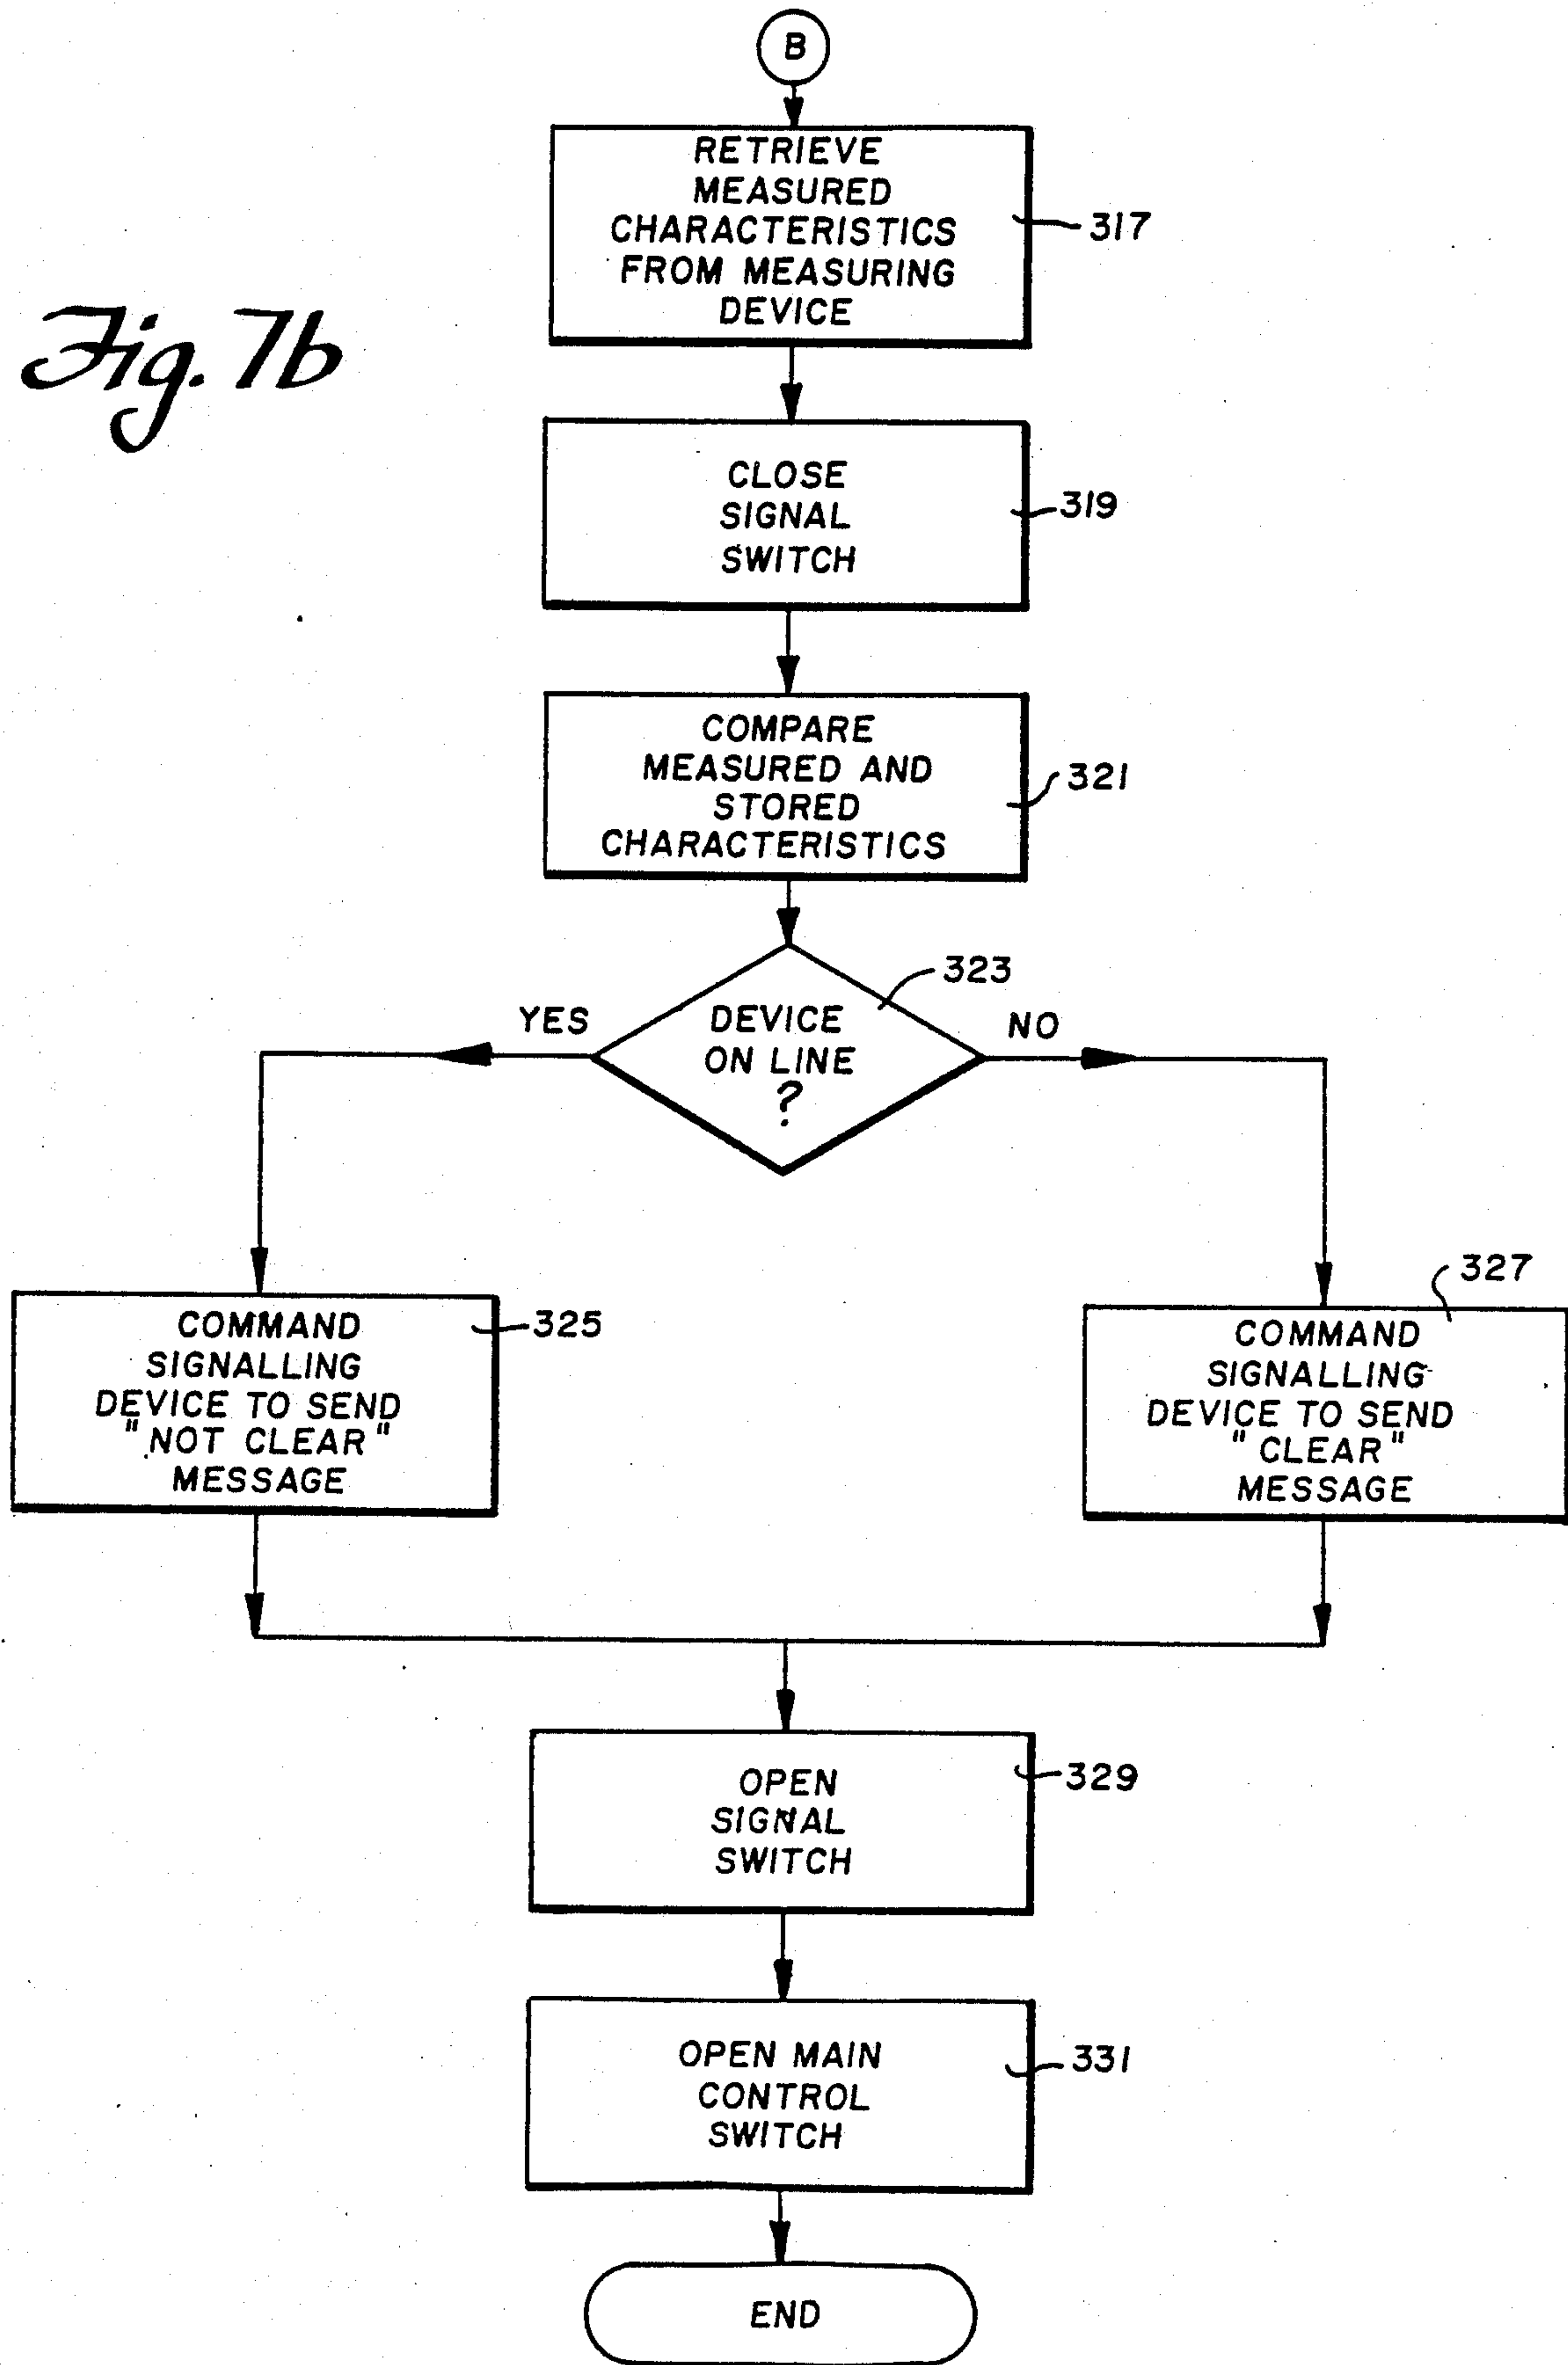 B
RETRIEVE
MEASURED
CHARACTERISTICS
FROM MEASURING
DEVICE
317
Fig. 7b
CLOSE
SIGNAL
SWITCH
319
COMPARE
MEASURED AND
STORED
CHARACTERISTICS
321
323
YES
DEVICE
ON LINE
?
NO
COMMAND
SIGNALLING
DEVICE TO SEND
"NOT CLEAR"
MESSAGE
325
327
COMMAND
SIGNALLING
DEVICE TO SEND
"CLEAR"
MESSAGE
OPEN
SIGNAL
SWITCH
329
OPEN MAIN
CONTROL
SWITCH
331
END